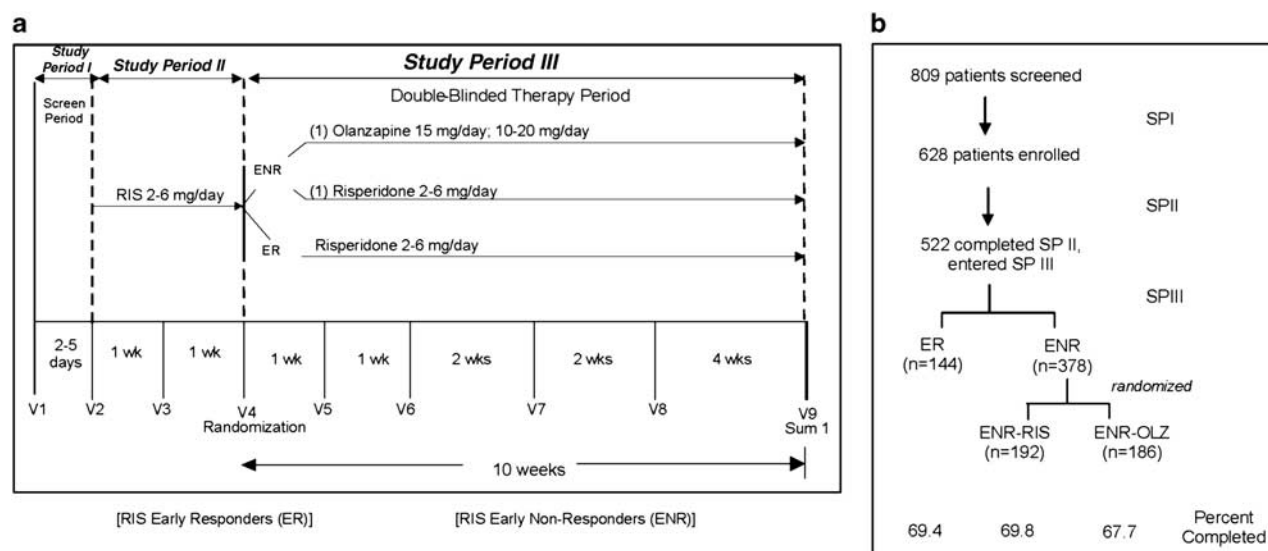 a
Study
Period I
Study Period II
Study Period III
Screen
Period
Double-Blinded Therapy Period
(1) Olanzapine 15 mg/day; 10-20 mg/day
ENR
RIS 2-6 mg/day
(1) Risperidone 2-6 mg/day
ER
Risperidone 2-6 mg/day
2-5
days
1 wk
1 wk
1 wk
1 wk
2 wks
2 wks
4 wks
V1
V2
V3
V4
V5
V6
V7
V8
V9
Randomization
Sum 1
10 weeks
[RIS Early Responders (ER)]
[RIS Early Non-Responders (ENR)]
b
809 patients screened
SPI
628 patients enrolled
SPII
522 completed SP II,
entered SP III
SPIII
ER
(n=144)
ENR
(n=378)
randomized
ENR-RIS
(n=192)
ENR-OLZ
(n=186)
69.4
69.8
67.7
Percent
Completed